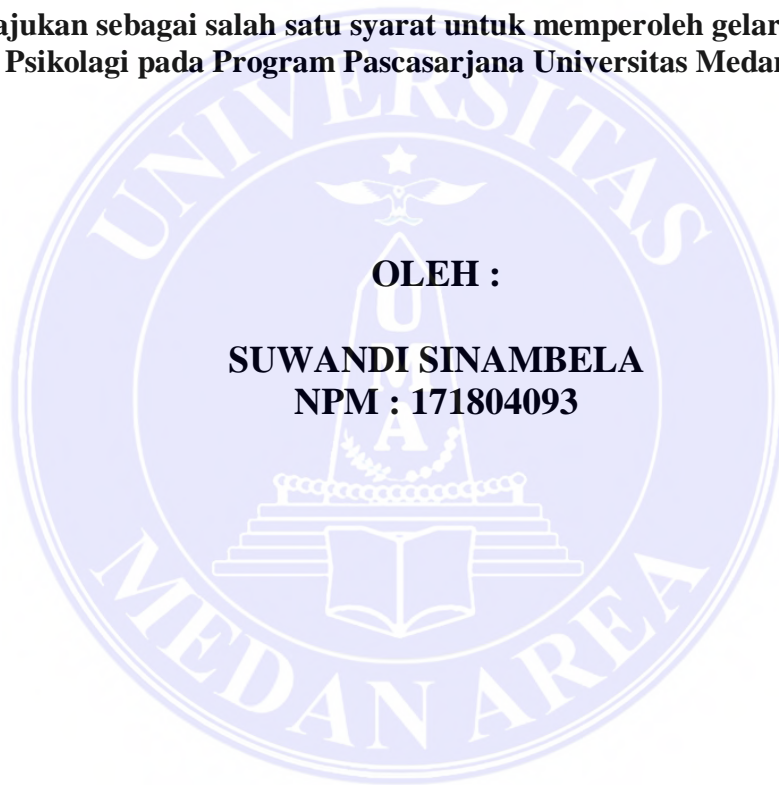 ajukan sebagai salah satu syarat untuk memperoleh gelar
Psikolagi pada Program Pascasarjana Universitas Medan
OLEH :
SUWANDI SINAMBELA
NPM : 171804093
UNIVERSITAS
UMA
MEDAN AREA